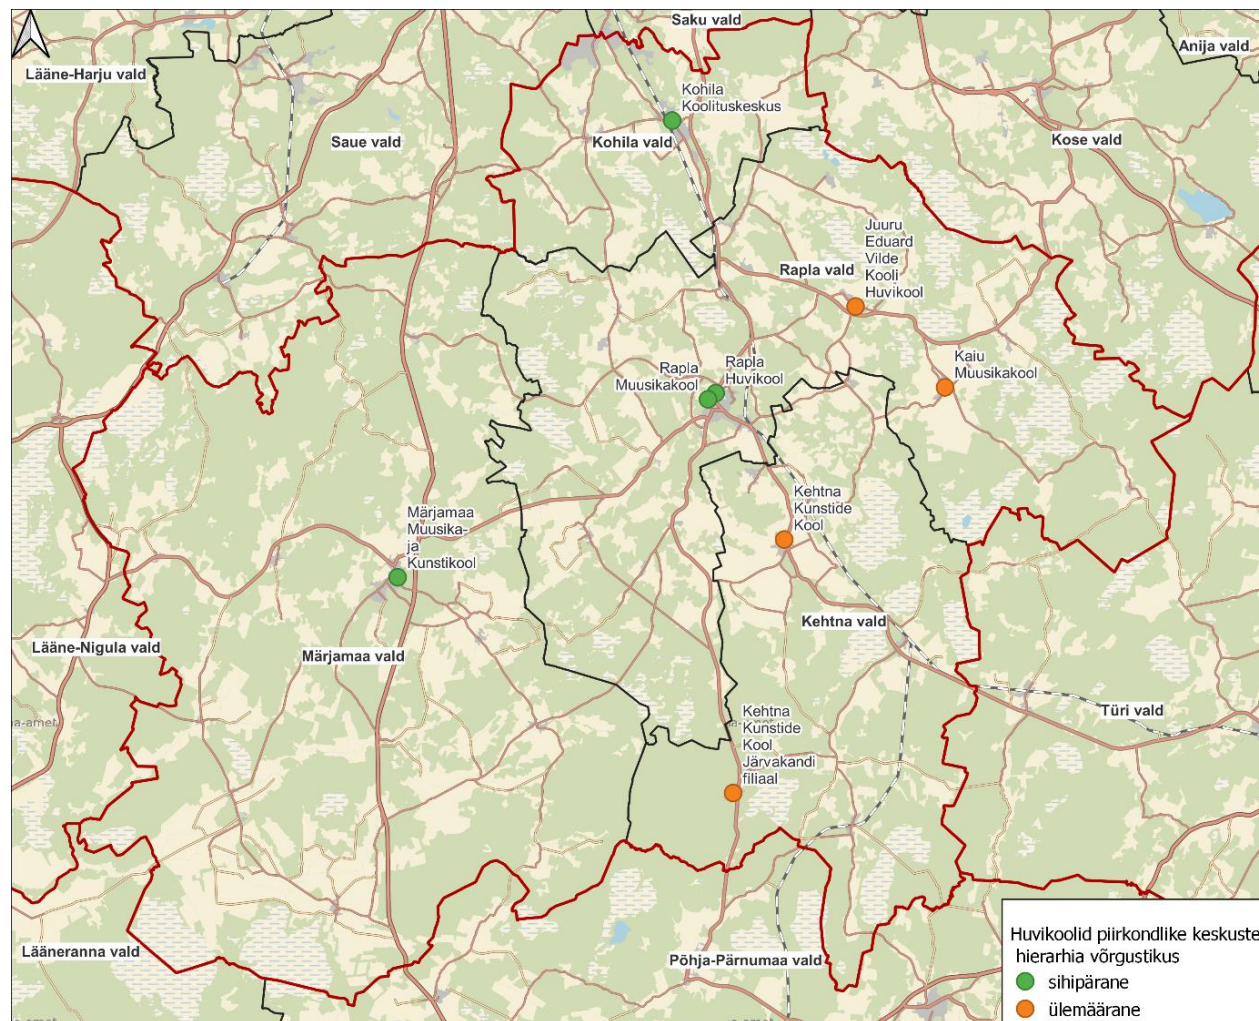 Saku vald
Anija vald
Lääne-Harju vald
Kohila
Koolituskeskus
Saue vald
Kohila vald
Kose vald
Juuru
Eduard
Vilde
Kooli
Huvikool
Rapla vald
Rapla
Muusikakool
Rapla
Huvikool
Kaiu
Muusikakool
Märjamaa
Muusika-
ja
Kunstikool
Kehtna
Kunstide
Kool
Kehtna vald
Lääne-Nigula vald
Märjamaa vald
Türi vald
Kehtna
Kunstide
Kool
Järvakandi
filiaal
Lääneranna vald
Põhja-Pärnumaa vald
Huvikoolid piirkondlike keskuste
hierarhia võrgustikus
sihipärane
ülemäärane